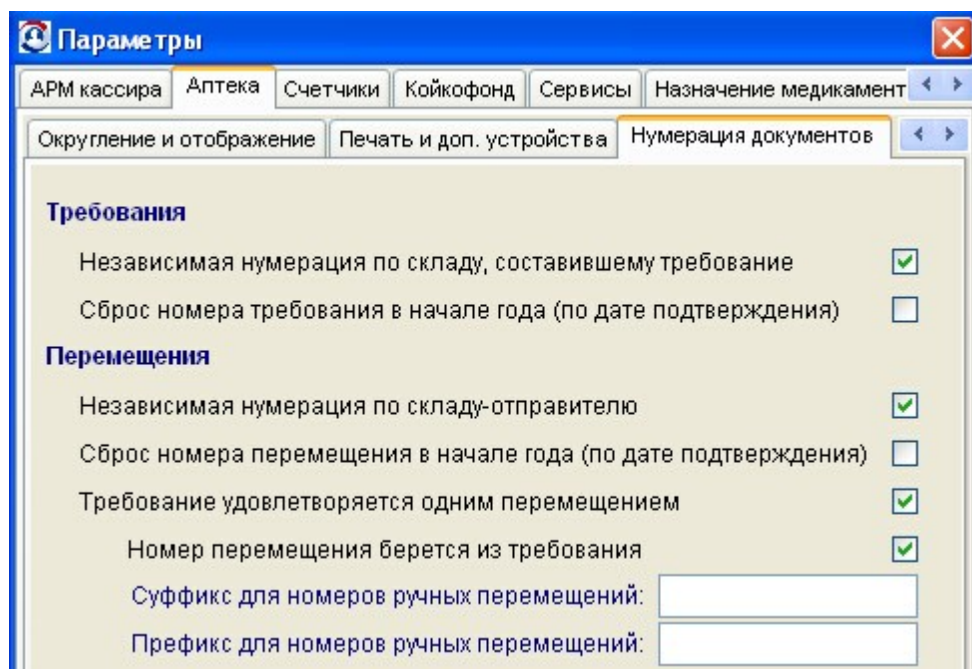 Параметры
АРМ кассира Аптека Счетчики Койкофонд Сервисы Назначение медикамент
Округление и отображение Печать и доп. устройства Нумерация документов
Требования
Независимая нумерация по складу, составившему требование
Сброс номера требования в начале года (по дате подтверждения)
Перемещения
Независимая нумерация по складу-отправителю
Сброс номера перемещения в начале года (по дате подтверждения)
Требование удовлетворяется одним перемещением
Номер перемещения берется из требования
Суффикс для номеров ручных перемещений:
Префикс для номеров ручных перемещений: